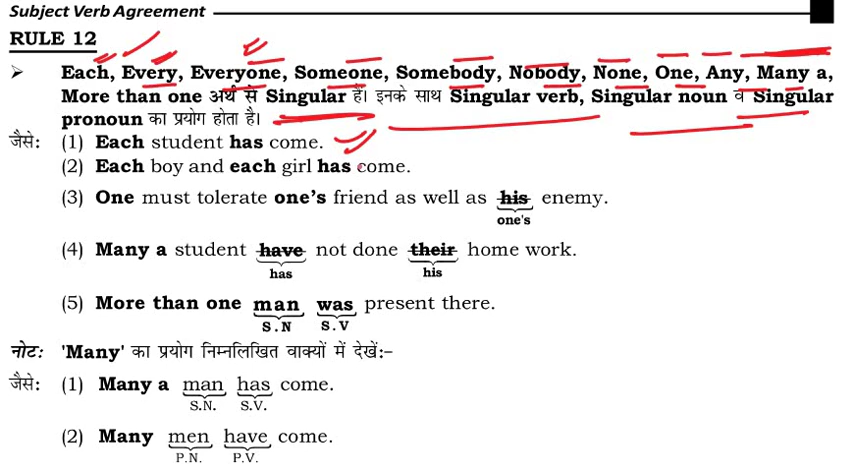 Subject Verb Agreement
RULE 12
➢ Each, Every, Everyone, Someone, Somebody, Nobody, None, One, Any, Many a,
More than one अर्थ से Singular हैं। इनके साथ Singular verb, Singular noun व Singular
pronoun का प्रयोग होता है।
जैसे: (1) Each student has come.
(2) Each boy and each girl has come.
(3) One must tolerate one's friend as well as his enemy.
one's
(4) Many a student have not done their home work.
has his
(5) More than one man was present there.
S.N S.V
नोट: 'Many' का प्रयोग निम्नलिखित वाक्यों में देखें:–
जैसे: (1) Many a man has come.
S.N. S.V.
(2) Many men have come.
P.N. P.V.